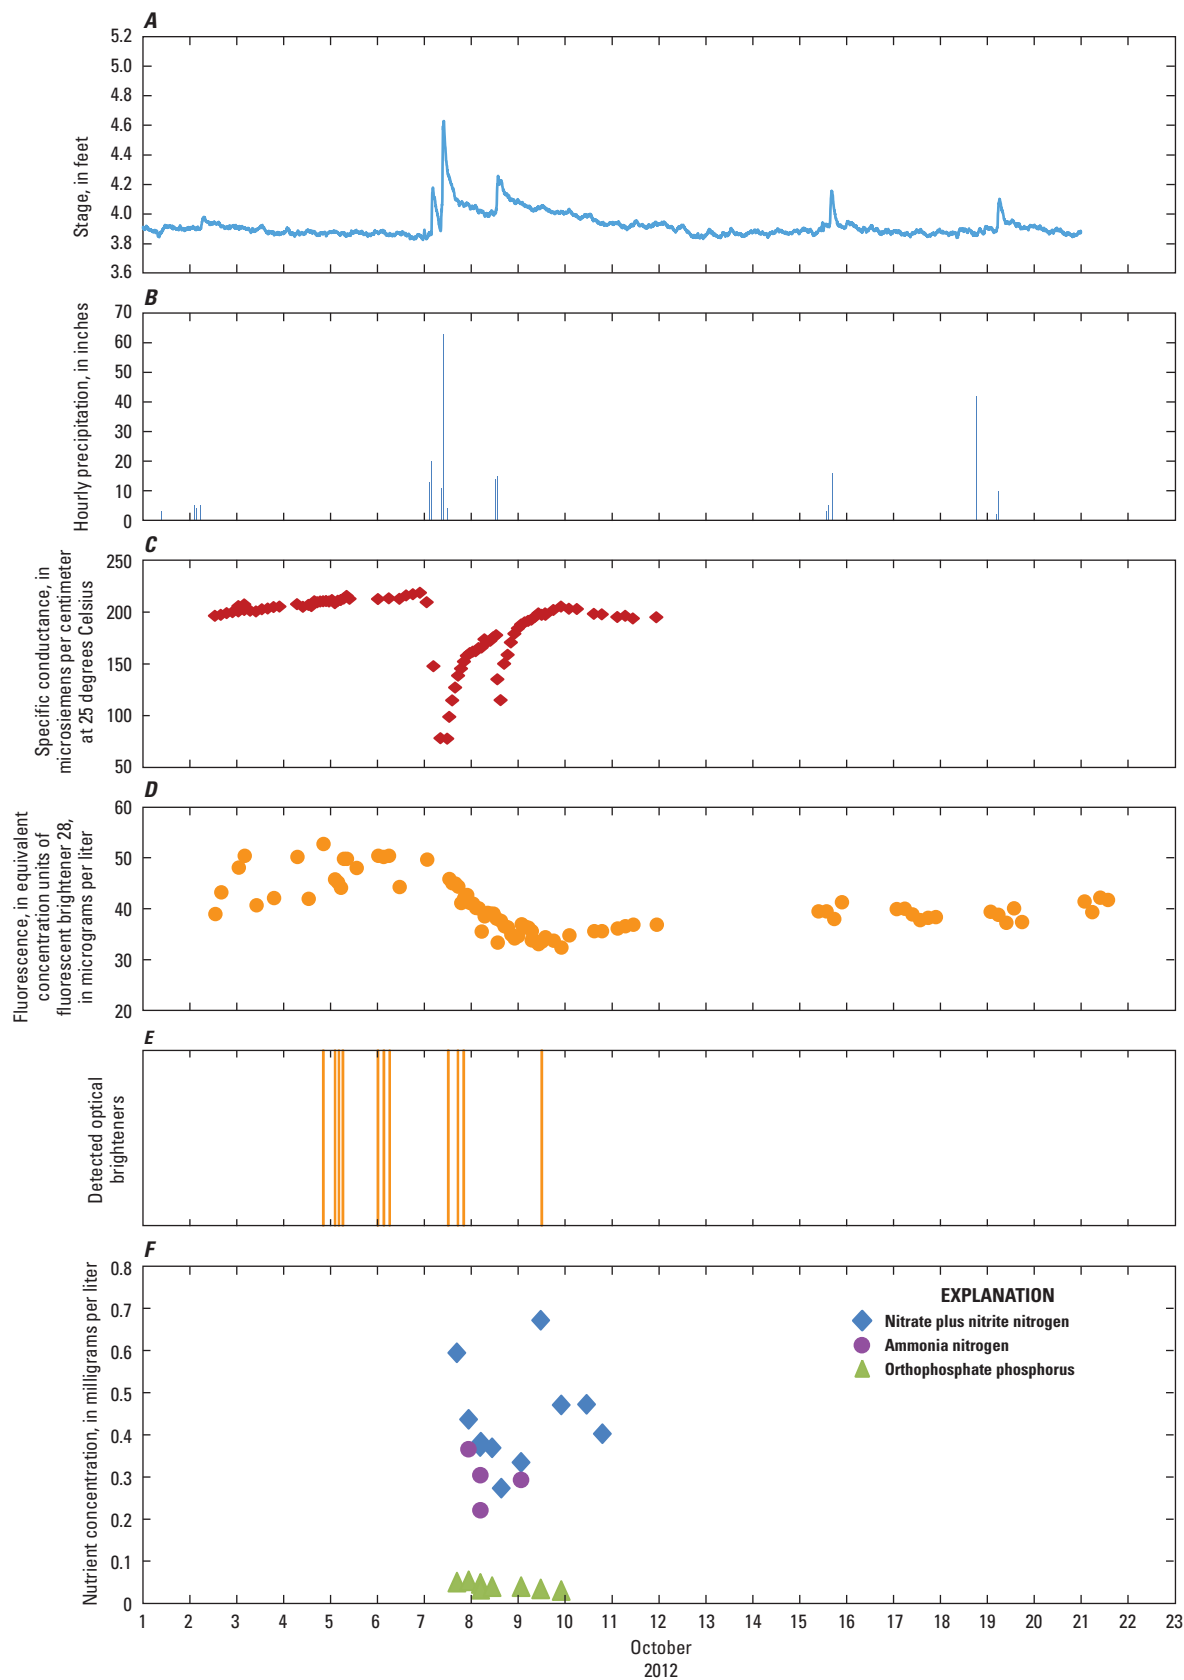 A
5.2
5.0
4.8
4.6
4.4
4.2
4.0
3.8
3.6
Stage, in feet
B
70
60
50
40
30
20
10
0
Hourly precipitation, in inches
C
250
200
150
100
50
Specific conductance, in
microsiemens per centimeter
at 25 degrees Celsius
D
60
50
40
30
20
Fluorescence, in equivalent
concentration units of
fluorescent brightener 28,
in micrograms per liter
E
Detected optical
brighteners
F
0.8
0.7
0.6
0.5
0.4
0.3
0.2
0.1
0
Nutrient concentration, in milligrams per liter
EXPLANATION
Nitrate plus nitrite nitrogen
Ammonia nitrogen
Orthophosphate phosphorus
1 2 3 4 5 6 7 8 9 10 11 12 13 14 15 16 17 18 19 20 21 22 23
October
2012